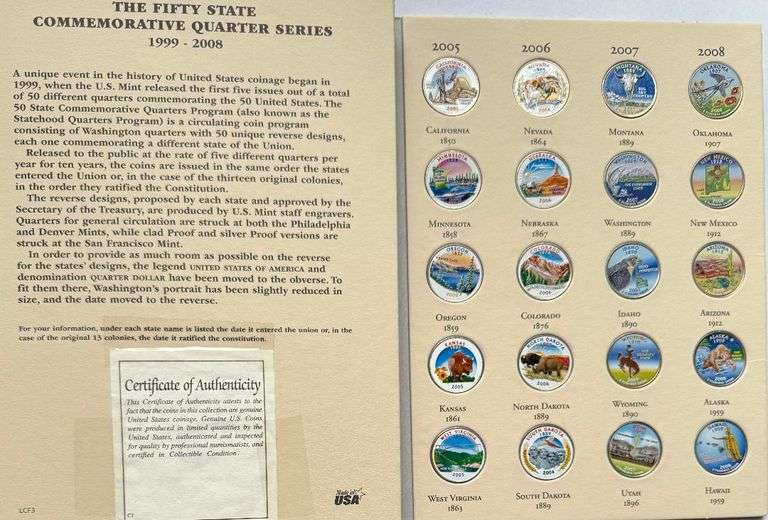 THE FIFTY STATE
COMMEMORATIVE QUARTER SERIES
1999 - 2008
A unique event in the history of United States coinage began in
1999, when the U.S. Mint released the first five issues out of a total
of 50 different quarters commemorating the 50 United States. The
50 State Commemorative Quarters Program (also known as the
Statehood Quarters Program) is a circulating coin program
consisting of Washington quarters with 50 unique reverse designs,
each one commemorating a different state of the Union.
Released to the public at the rate of five different quarters per
year for ten years, the coins are issued in the same order the states
entered the Union or, in the case of the thirteen original colonies,
in the order they ratified the Constitution.
The reverse designs, proposed by each state and approved by the
Secretary of the Treasury, are produced by U.S. Mint staff engravers.
Quarters for general circulation are struck at both the Philadelphia
and Denver Mints, while clad Proof and silver Proof versions are
struck at the San Francisco Mint.
In order to provide as much room as possible on the reverse
for the states' designs, the legend UNITED STATES OF AMERICA and
denomination QUARTER DOLLAR have been moved to the obverse. To
fit them there, Washington's portrait has been slightly reduced in
size, and the date moved to the reverse.
For your information, under each state name is listed the date it entered the union or, in the
case of the original 13 colonies, the date it ratified the constitution.
Certificate of Authenticity
This Certificate of Authenticity attests to the
fact that the coins in this collection are genuine
United States coinage. Genuine U.S. Coins
were produced in limited quantities by the
United States, authenticated and inspected
for quality by professional numismatists, and
certified in Collectible Condition.
C1
LCF3
Made in
USA
2005 2006 2007 2008
CALIFORNIA NEVADA MONTANA OKLAHOMA
1850 1864 1889 1907
MINNESOTA NEBRASKA WASHINGTON NEW MEXICO
1858 1867 1889 1912
OREGON COLORADO IDAHO ARIZONA
1859 1876 1890 1912
KANSAS NORTH DAKOTA WYOMING ALASKA
1861 1889 1890 1959
WEST VIRGINIA SOUTH DAKOTA UTAH HAWAII
1863 1889 1896 1959